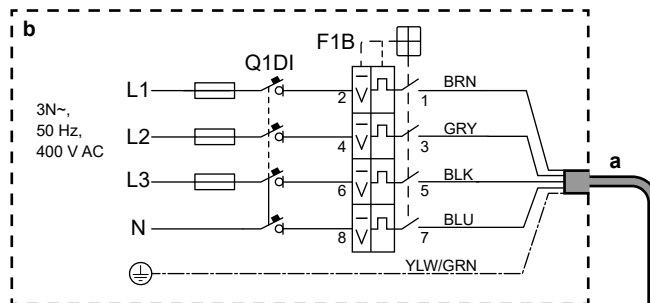 b
F1B
Q1DI
3N~,
50 Hz,
400 V AC
L1 2 1 BRN
L2 4 3 GRY
L3 6 5 BLK
N 8 7 BLU
YLW/GRN
a